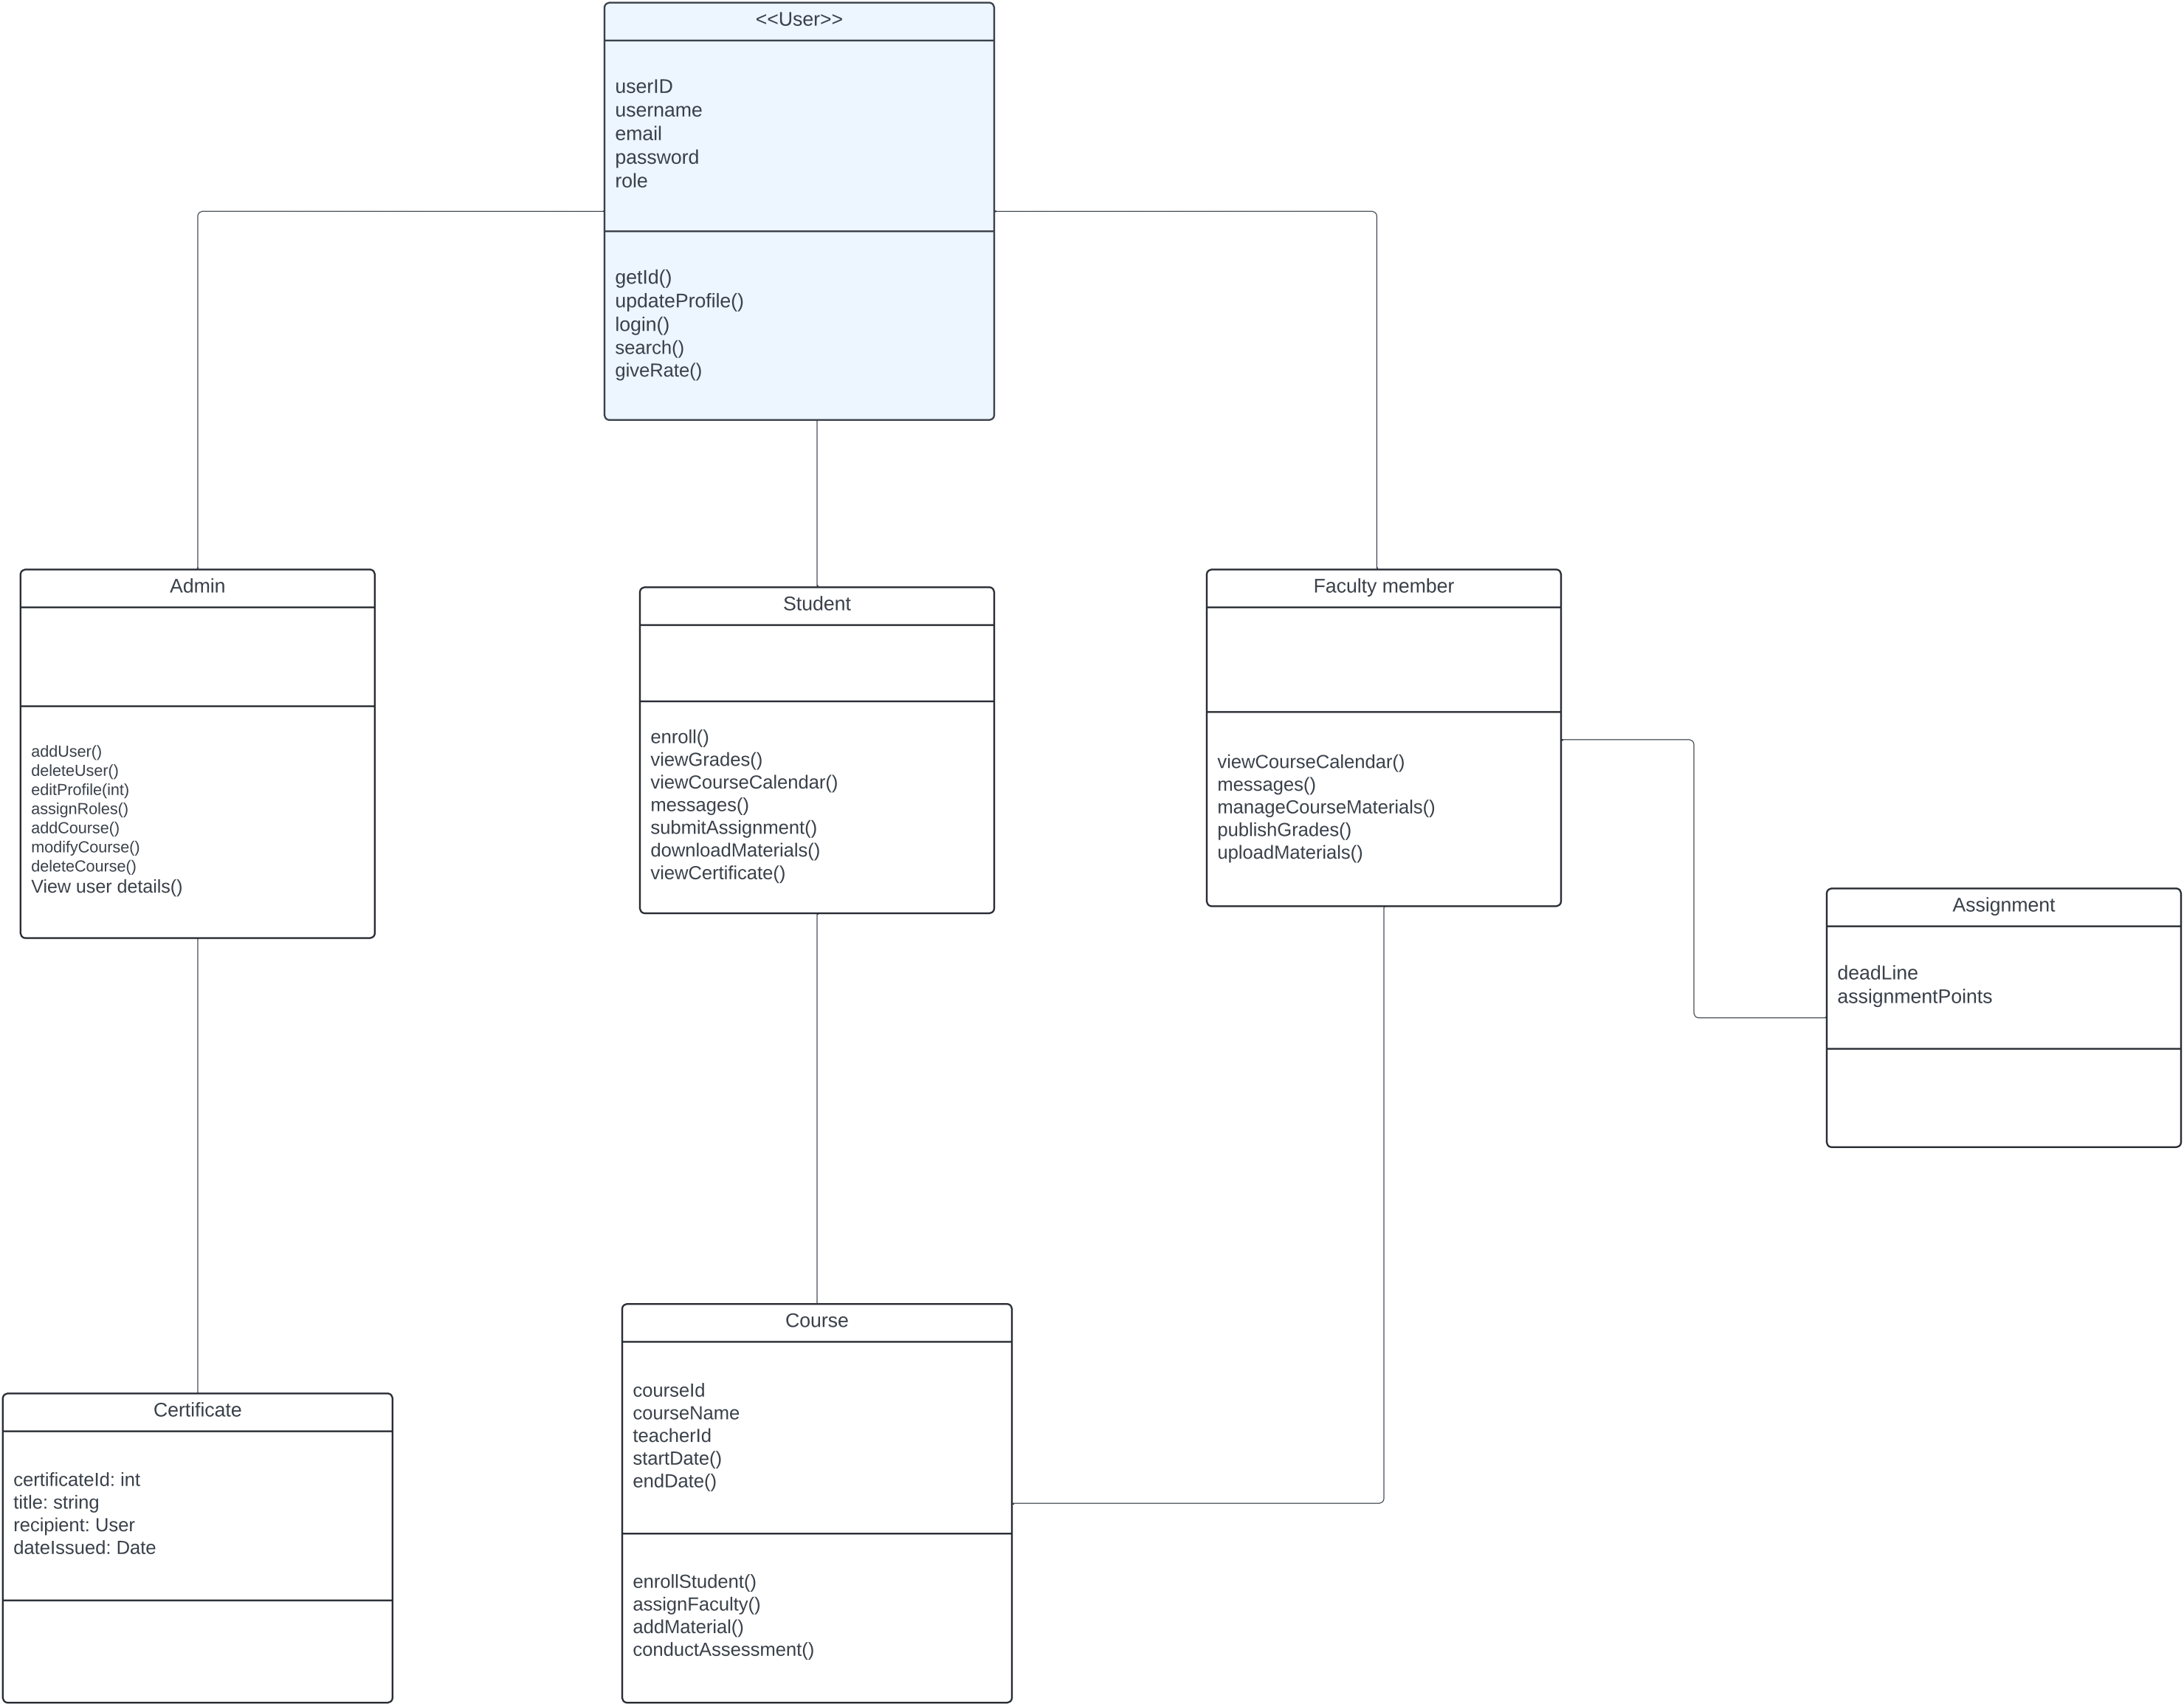 <<User>>
userID
username
email
password
role
getId()
updateProfile()
login()
search()
giveRate()
Admin
addUser()
deleteUser()
editProfile(int)
assignRoles()
addCourse()
modifyCourse()
deleteCourse()
View user details()
Student
enroll()
viewGrades()
viewCourseCalendar()
messages()
submitAssignment()
downloadMaterials()
viewCertificate()
Faculty member
viewCourseCalendar()
messages()
manageCourseMaterials()
publishGrades()
uploadMaterials()
Assignment
deadLine
assignmentPoints
Course
courseId
courseName
teacherId
startDate()
endDate()
enrollStudent()
assignFaculty()
addMaterial()
conductAssessment()
Certificate
certificateId: int
title: string
recipient: User
dateIssued: Date